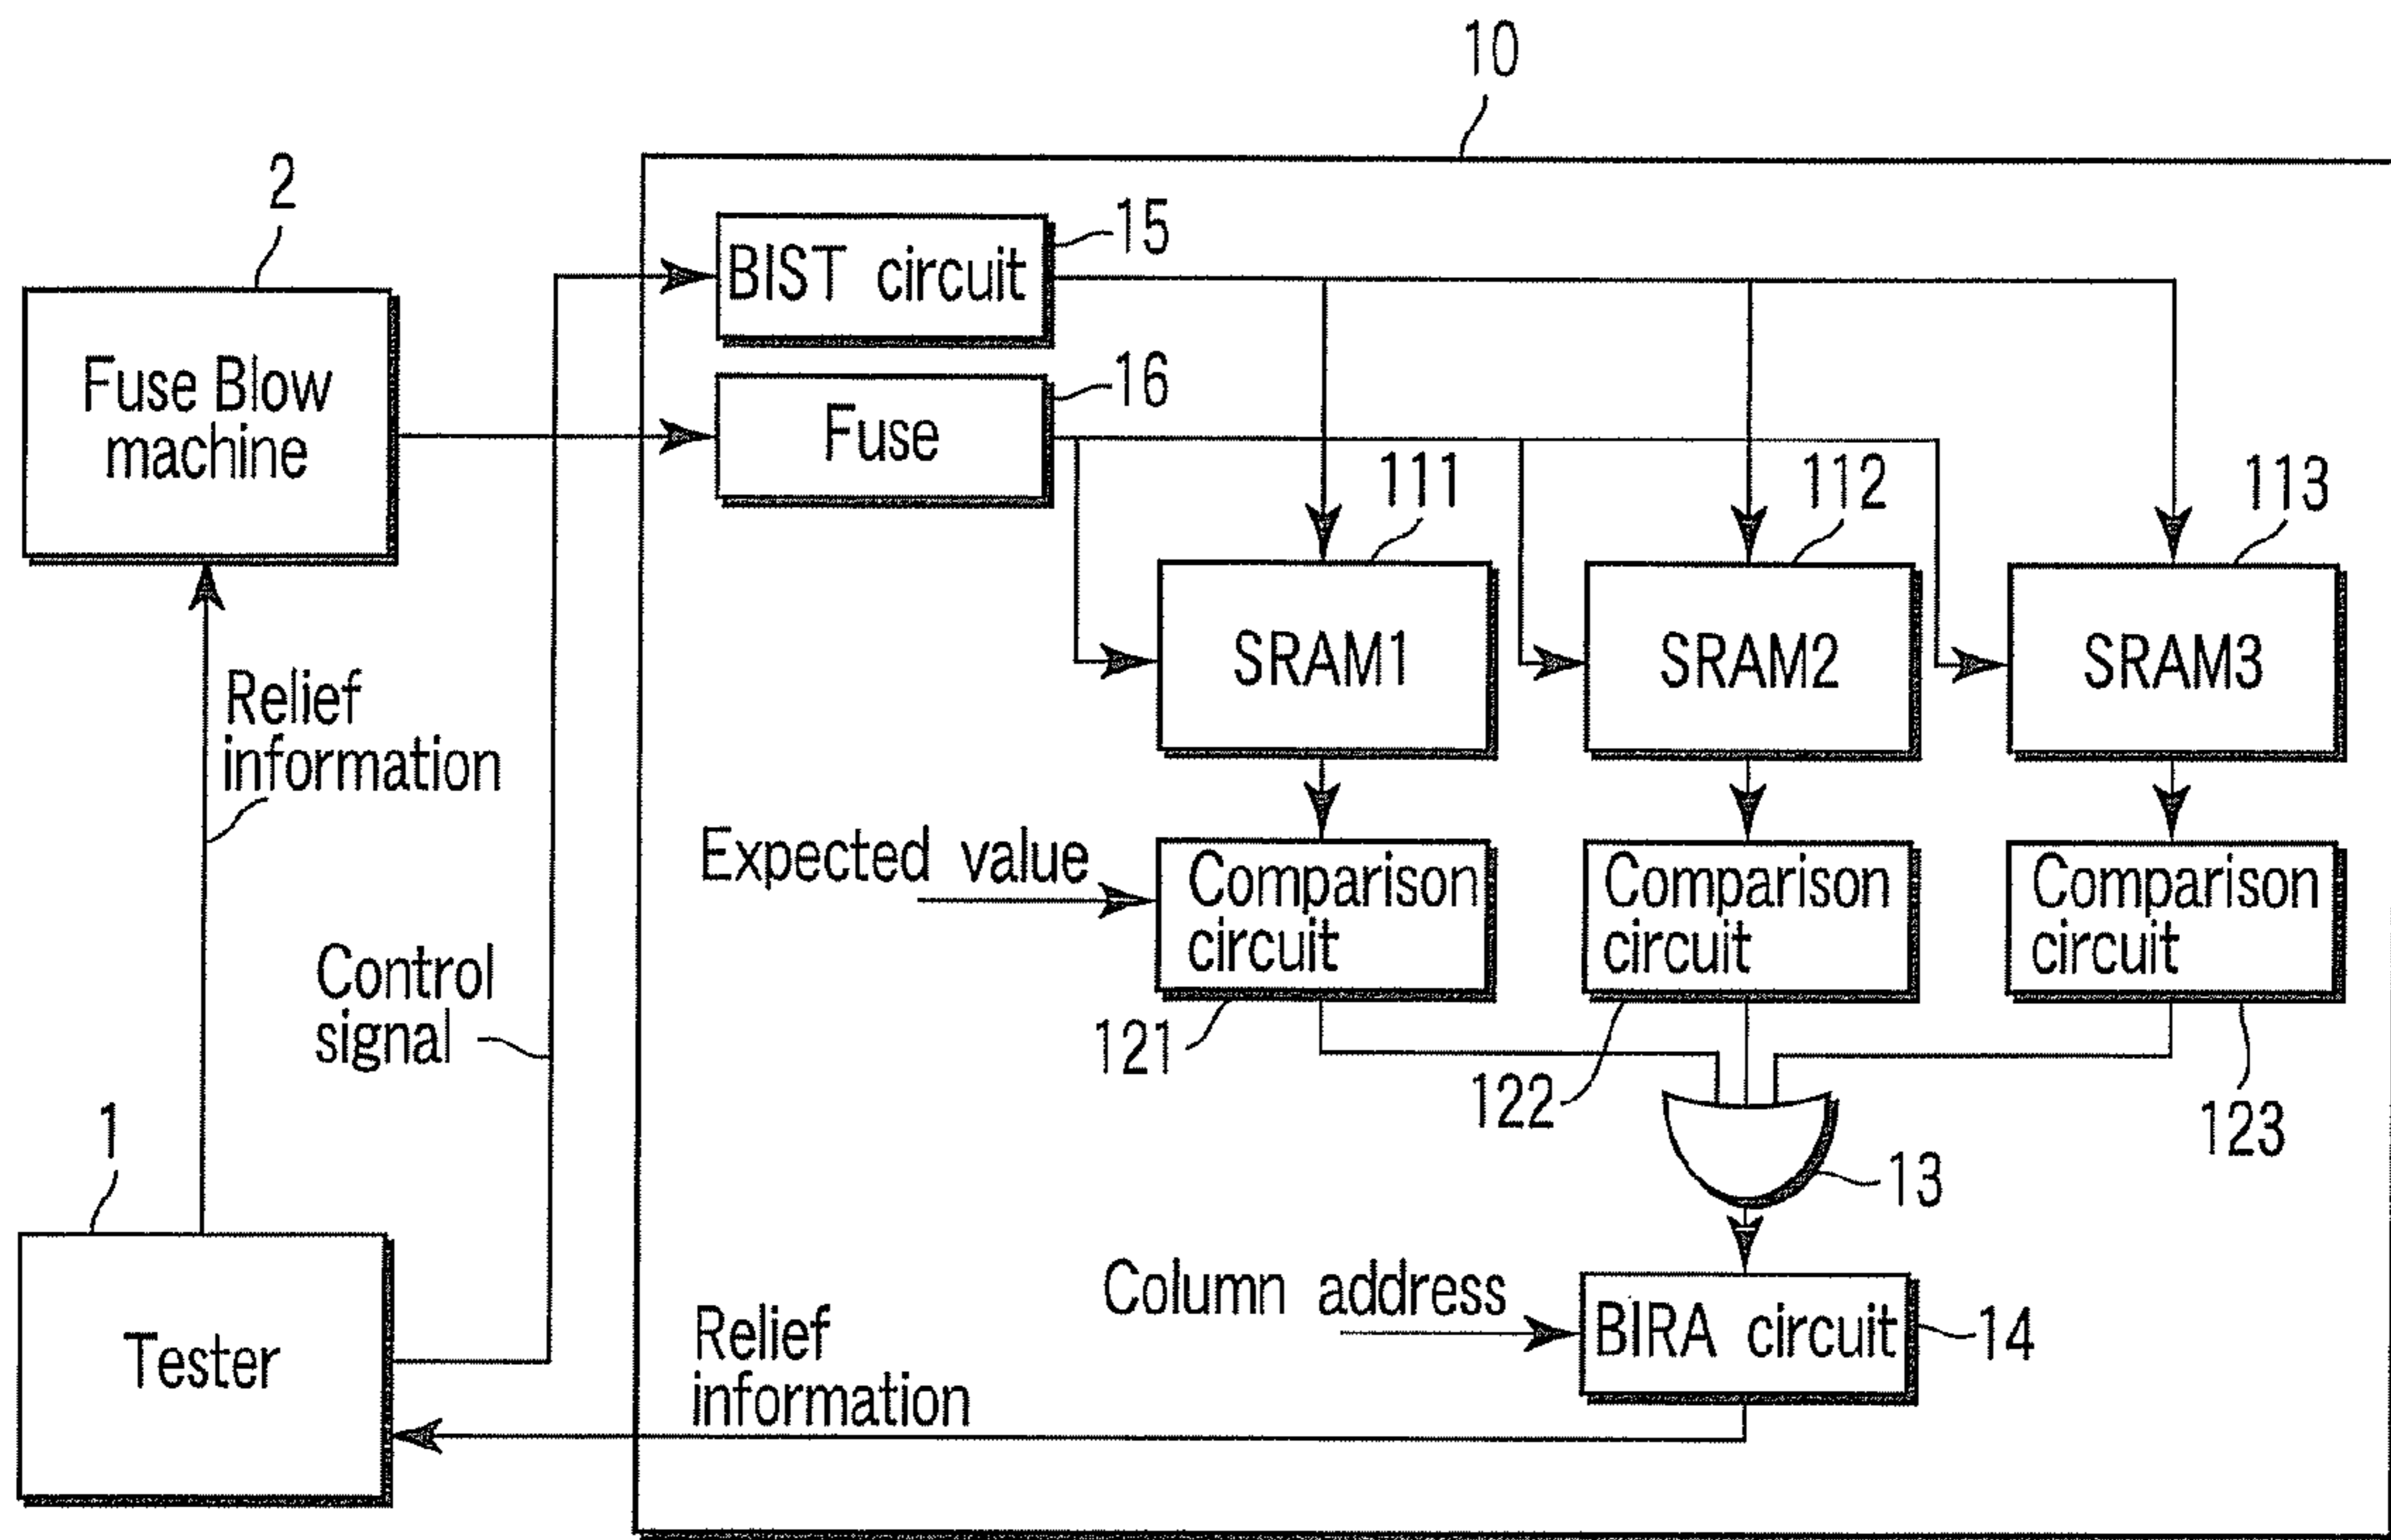 10
2
BIST circuit
15
Fuse Blow
machine
Fuse
16
111
112
113
SRAM1
SRAM2
SRAM3
Relief
information
Expected value
Comparison
circuit
Comparison
circuit
Comparison
circuit
Control
signal
121
122
123
1
13
Column address
BIRA circuit
14
Tester
Relief
information